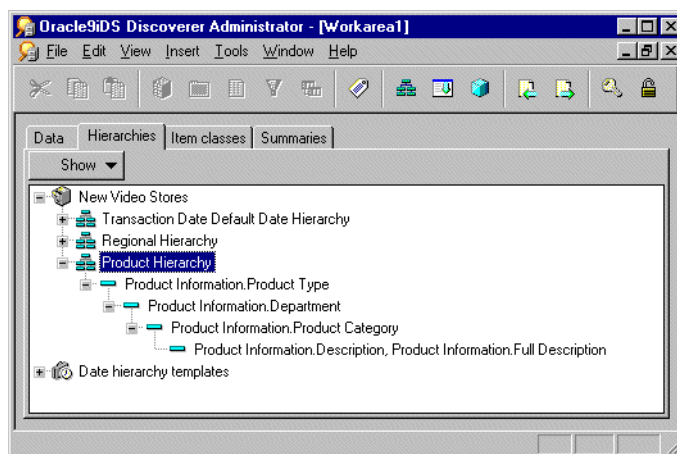 Oracle9iDS Discoverer Administrator - [Workarea1]
File Edit View Insert Tools Window Help
Data Hierarchies Item classes Summaries
Show
New Video Stores
Transaction Date Default Date Hierarchy
Regional Hierarchy
Product Hierarchy
Product Information.Product Type
Product Information.Department
Product Information.Product Category
Product Information.Description, Product Information.Full Description
Date hierarchy templates